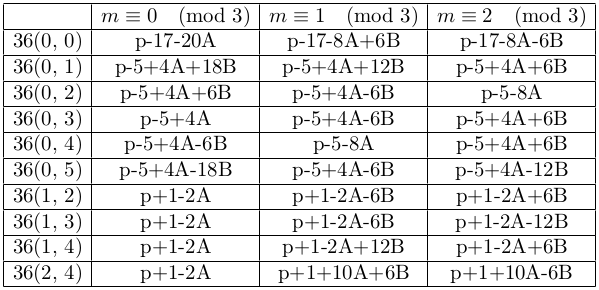 m ≡ 0 (mod 3) m ≡ 1 (mod 3) m ≡ 2 (mod 3)
36(0, 0) p-17-20A p-17-8A+6B p-17-8A-6B
36(0, 1) p-5+4A+18B p-5+4A+12B p-5+4A+6B
36(0, 2) p-5+4A+6B p-5+4A-6B p-5-8A
36(0, 3) p-5+4A p-5+4A-6B p-5+4A+6B
36(0, 4) p-5+4A-6B p-5-8A p-5+4A+6B
36(0, 5) p-5+4A-18B p-5+4A-6B p-5+4A-12B
36(1, 2) p+1-2A p+1-2A-6B p+1-2A+6B
36(1, 3) p+1-2A p+1-2A-6B p+1-2A-12B
36(1, 4) p+1-2A p+1-2A+12B p+1-2A+6B
36(2, 4) p+1-2A p+1+10A+6B p+1+10A-6B